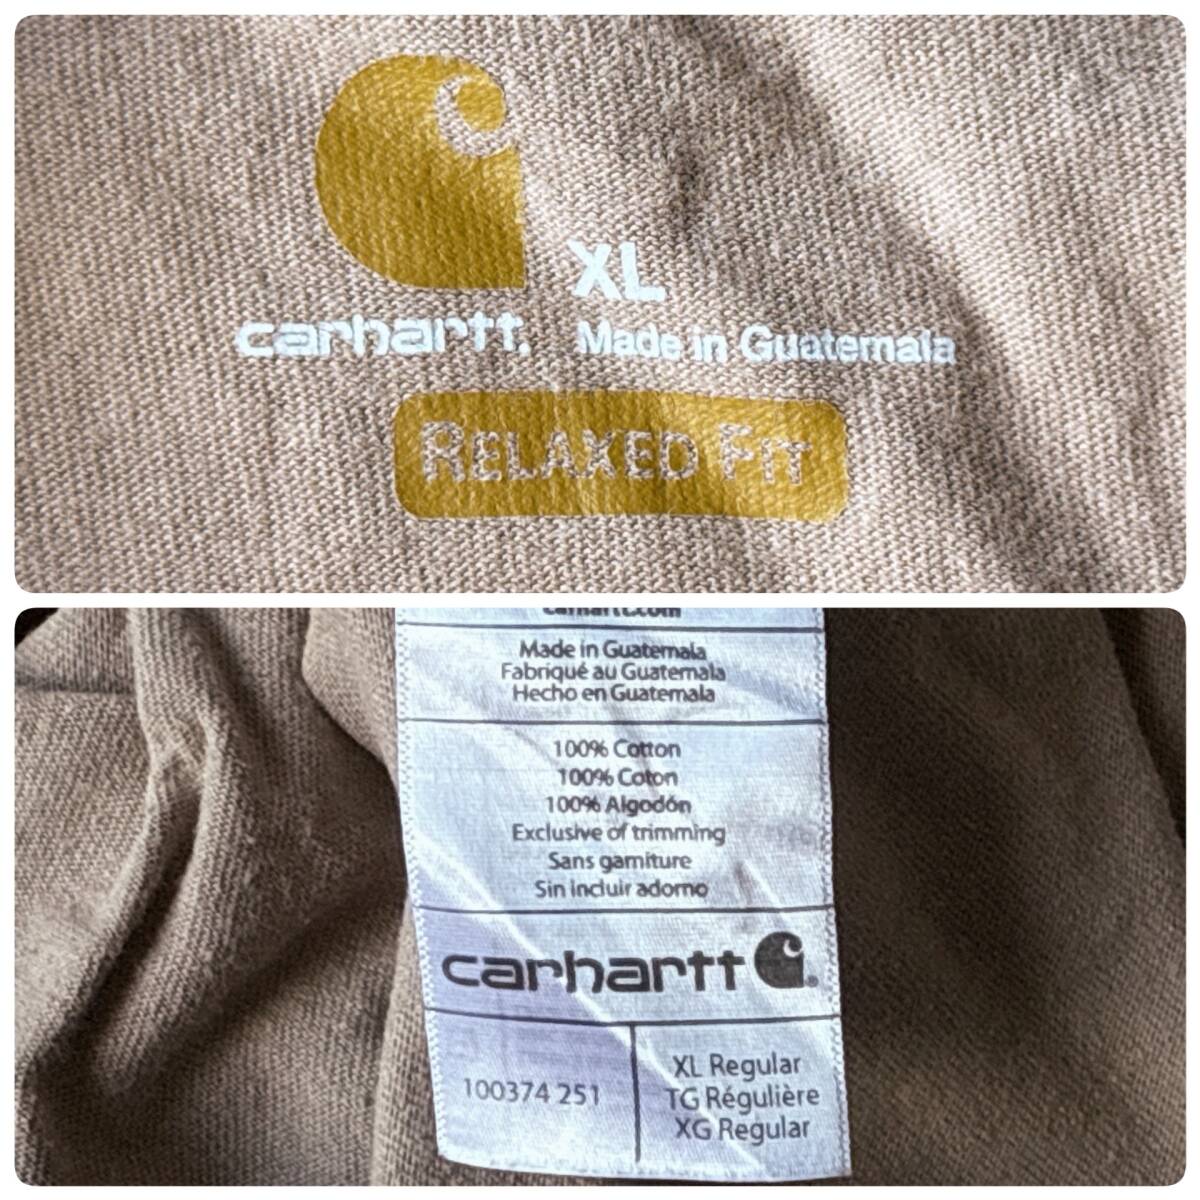 XL
carhartt. Made in Guatemala
RELAXED FIT
carhartt.com
Made in Guatemala
Fabriqué au Guatemala
Hecho en Guatemala
100% Cotton
100% Coton
100% Algodón
Exclusive of trimming
Sans garniture
Sin incluir adorno
carhartt
100374 251
XL Regular
TG Régulière
XG Regular